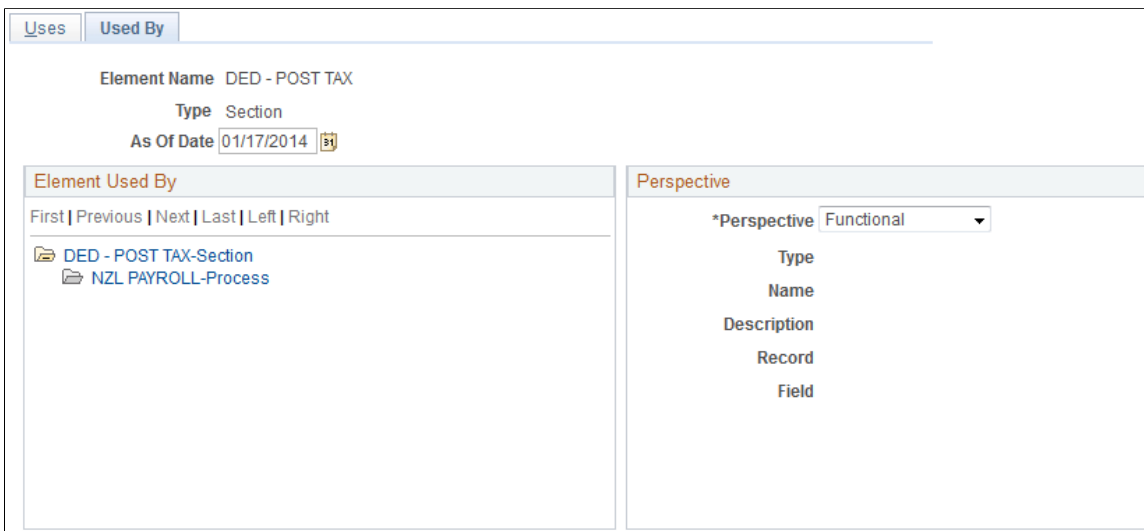 Uses Used By
Element Name DED - POST TAX
Type Section
As Of Date 01/17/2014 31
Element Used By
First | Previous | Next | Last | Left | Right
DED - POST TAX-Section
NZL PAYROLL-Process
Perspective
*Perspective Functional
Type
Name
Description
Record
Field